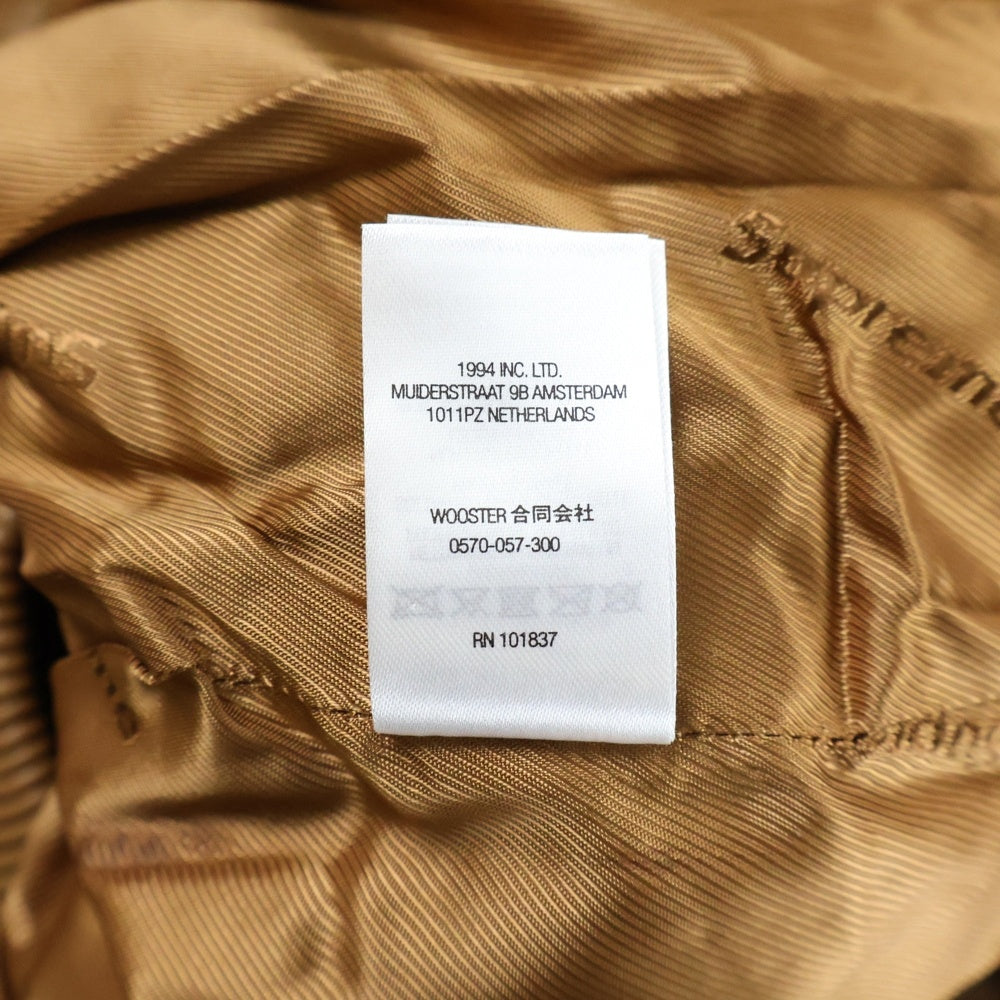 1994 INC. LTD.
MUIDERSTRAAT 9B AMSTERDAM
1011PZ NETHERLANDS
WOOSTER 合同会社
0570-057-300
RN 101837